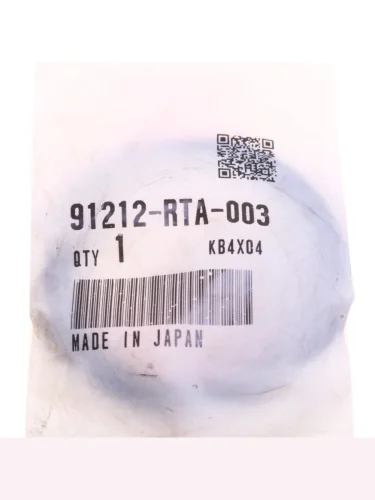 91212-RTA-003
QTY 1 KB4X04
MADE IN JAPAN